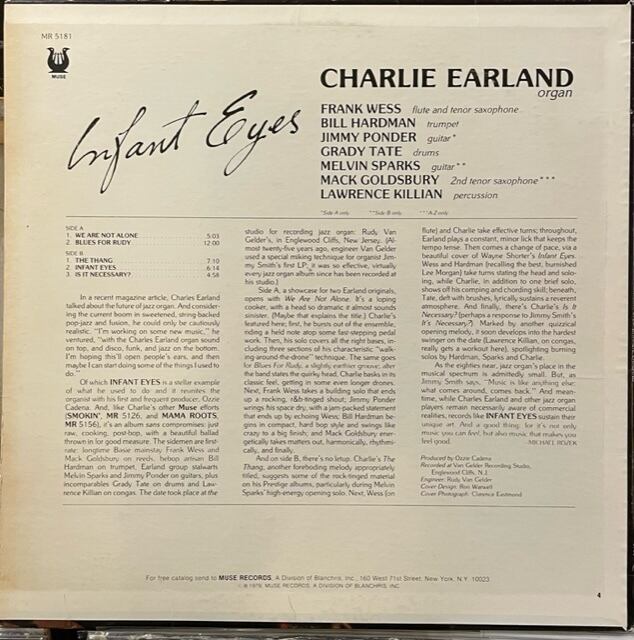 MR 5181
MUSE
Infant Eyes
CHARLIE EARLAND
organ
FRANK WESS flute and tenor saxophone
BILL HARDMAN trumpet
JIMMY PONDER guitar*
GRADY TATE drums
MELVIN SPARKS guitar**
MACK GOLDSBURY 2nd tenor saxophone***
LAWRENCE KILLIAN percussion
*Side A only **Side B only ***A-2 only
SIDE A
1. WE ARE NOT ALONE 5:03
2. BLUES FOR RUDY 12:00
SIDE B
1. THE THANG 7:10
2. INFANT EYES 6:14
3. IS IT NECESSARY? 4:58
In a recent magazine article, Charles Earland
talked about the future of jazz organ. And consider-
ing the current boom in sweetened, string-backed
pop-jazz and fusion, he could only be cautiously
realistic. "I'm working on some new music," he
ventured, "with the Charles Earland organ sound
on top, and disco, funk, and jazz on the bottom.
I'm hoping this'll open people's ears, and then
maybe I can start doing some of the things I used to
do."
Of which INFANT EYES is a stellar example
of what he used to do and it reunites the
organist with his first and frequent producer, Ozzie
Cadena. And, like Charlie's other Muse efforts
(SMOKIN', MR 5126, and MAMA ROOTS,
MR 5156), it's an album sans compromises: just
raw, cooking, post-bop, with a beautiful ballad
thrown in for good measure. The sidemen are first-
rate: longtime Basie mainstay Frank Wess and
Mack Goldsbury on reeds, bebop artisan Bill
Hardman on trumpet, Earland group stalwarts
Melvin Sparks and Jimmy Ponder on guitars, plus
incomparables Grady Tate on drums and Law-
rence Killian on congas. The date took place at the
studio for recording jazz organ: Rudy Van
Gelder's, in Englewood Cliffs, New Jersey. (Al-
most twenty-five years ago, engineer Van Gelder
used a special miking technique for organist Jim-
my Smith's first LP; it was so effective, virtually
every jazz organ album since has been recorded at
his studio.)
Side A, a showcase for two Earland originals,
opens with We Are Not Alone. It's a loping
cooker, with a head so dramatic it almost sounds
sinister. (Maybe that explains the title.) Charlie's
featured here; first, he bursts out of the ensemble,
riding a held note atop some fast-stepping pedal
work. Then, his solo covers all the right bases, in-
cluding three sections of his characteristic "walk-
ing-around-the-drone" technique. The same goes
for Blues For Rudy, a slightly earthier groove; after
the band states the quirky head, Charlie basks in its
classic feel, getting in some even longer drones.
Next, Frank Wess takes a building solo that ends
up a rocking, r&b-tinged shout; Jimmy Ponder
wrings his space dry, with a jam-packed statement
that ends up by echoing Wess; Bill Hardman be-
gins in compact, hard bop style and swings like
crazy to a big finish; and Mack Goldsbury ener-
getically takes matters out, harmonically, rhythmi-
cally, and finally.
And on side B, there's no letup. Charlie's The
Thang, another foreboding melody appropriately
titled, suggests some of the rock-tinged material
on his Prestige albums, particularly during Melvin
Sparks' high-energy opening solo. Next, Wess (on
flute) and Charlie take effective turns; throughout,
Earland plays a constant, minor lick that keeps the
tempo tense. Then comes a change of pace, via a
beautiful cover of Wayne Shorter's Infant Eyes.
Wess and Hardman (recalling the best, burnished
Lee Morgan) take turns stating the head and solo-
ing, while Charlie, in addition to one brief solo,
shows off his comping and chording skill; beneath,
Tate, deft with brushes, lyrically sustains a reverent
atmosphere. And finally, there's Charlie's Is It
Necessary? (perhaps a response to Jimmy Smith's
It's Necessary?) Marked by another quizzical
opening melody, it soon develops into the hardest
swinger on the date (Lawrence Killian, on congas,
really gets a workout here), spotlighting burning
solos by Hardman, Sparks and Charlie.
As the eighties near, jazz organ's place in the
musical spectrum is admittedly small. But, as
Jimmy Smith says, "Music is like anything else:
what comes around, comes back." And mean-
time, while Charles Earland and other jazz organ
players remain necessarily aware of commercial
realities, records like INFANT EYES sustain their
unique art. And a good thing: for it's not only
music you can feel, but also music that makes you
feel good.
MICHAEL ROZEK
Produced by Ozzie Cadena
Recorded at Van Gelder Recording Studio,
Englewood Cliffs, N.J.
Engineer: Rudy Van Gelder
Cover Design: Ron Warwell
Cover Photograph: Clarence Eastmond
For free catalog send to MUSE RECORDS, A Division of Blanchris, Inc., 160 West 71st Street, New York, N.Y. 10023
© ℗ 1979, MUSE RECORDS, A DIVISION OF BLANCHRIS, INC.
4